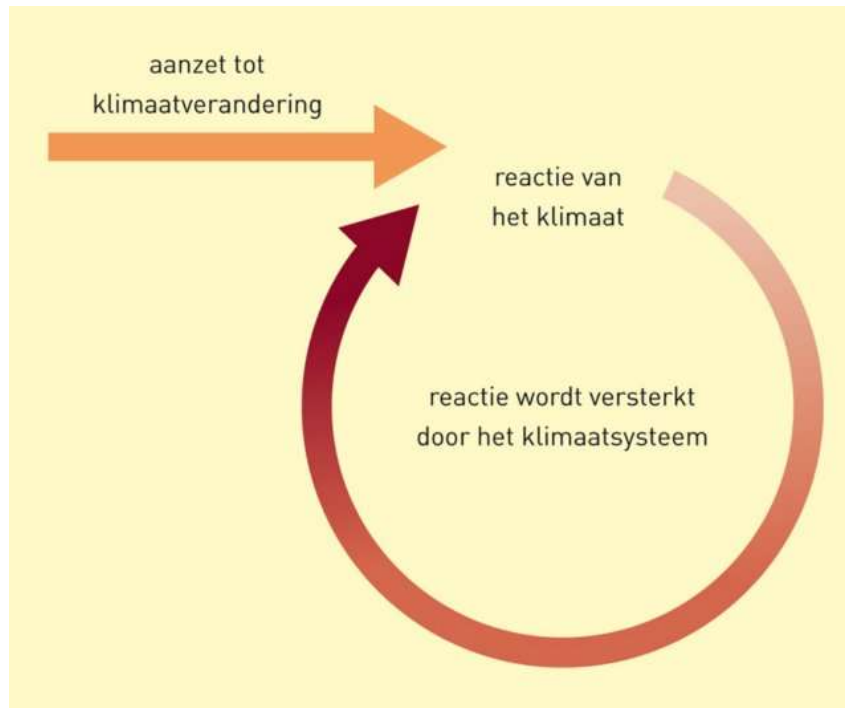 aanzet tot
klimaatverandering
reactie van
het klimaat
reactie wordt versterkt
door het klimaatsysteem